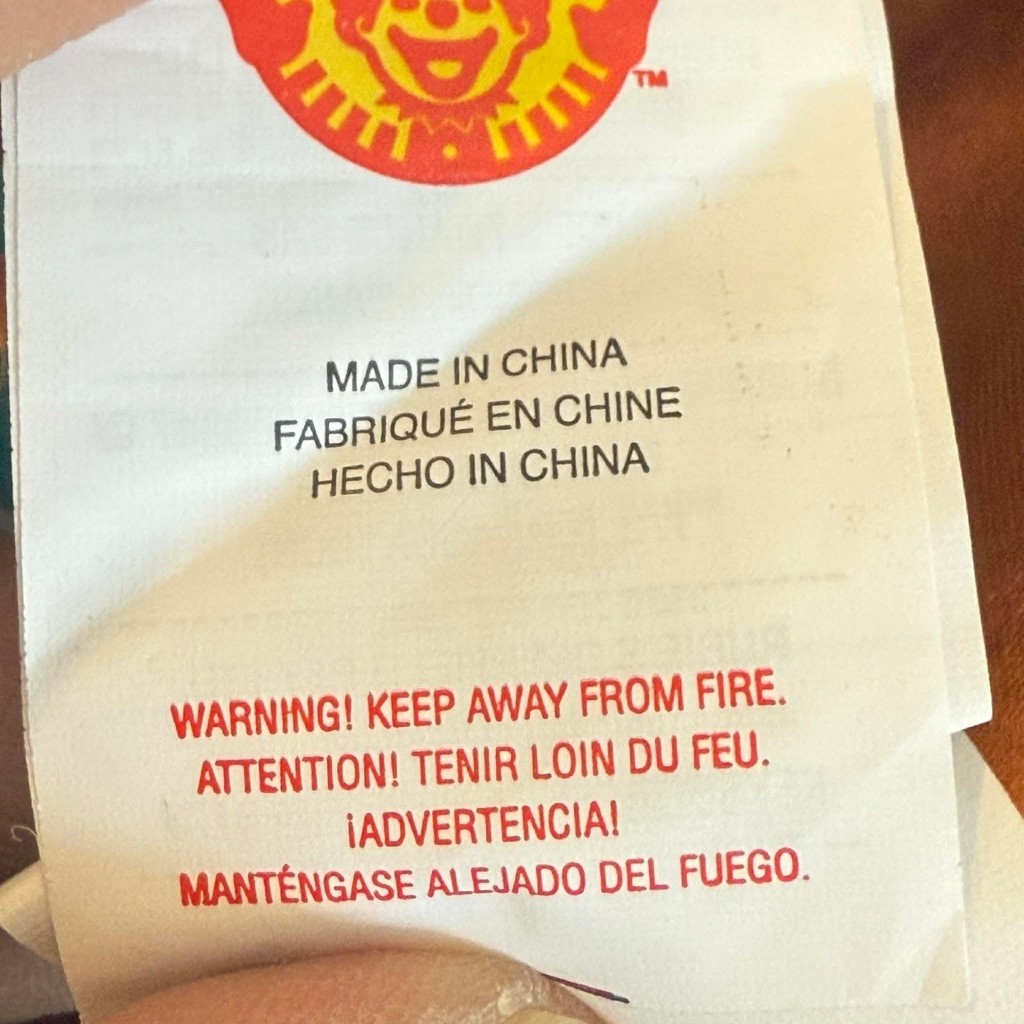 TM
MADE IN CHINA
FABRIQUÉ EN CHINE
HECHO IN CHINA
WARNING! KEEP AWAY FROM FIRE.
ATTENTION! TENIR LOIN DU FEU.
¡ADVERTENCIA!
MANTÉNGASE ALEJADO DEL FUEGO.